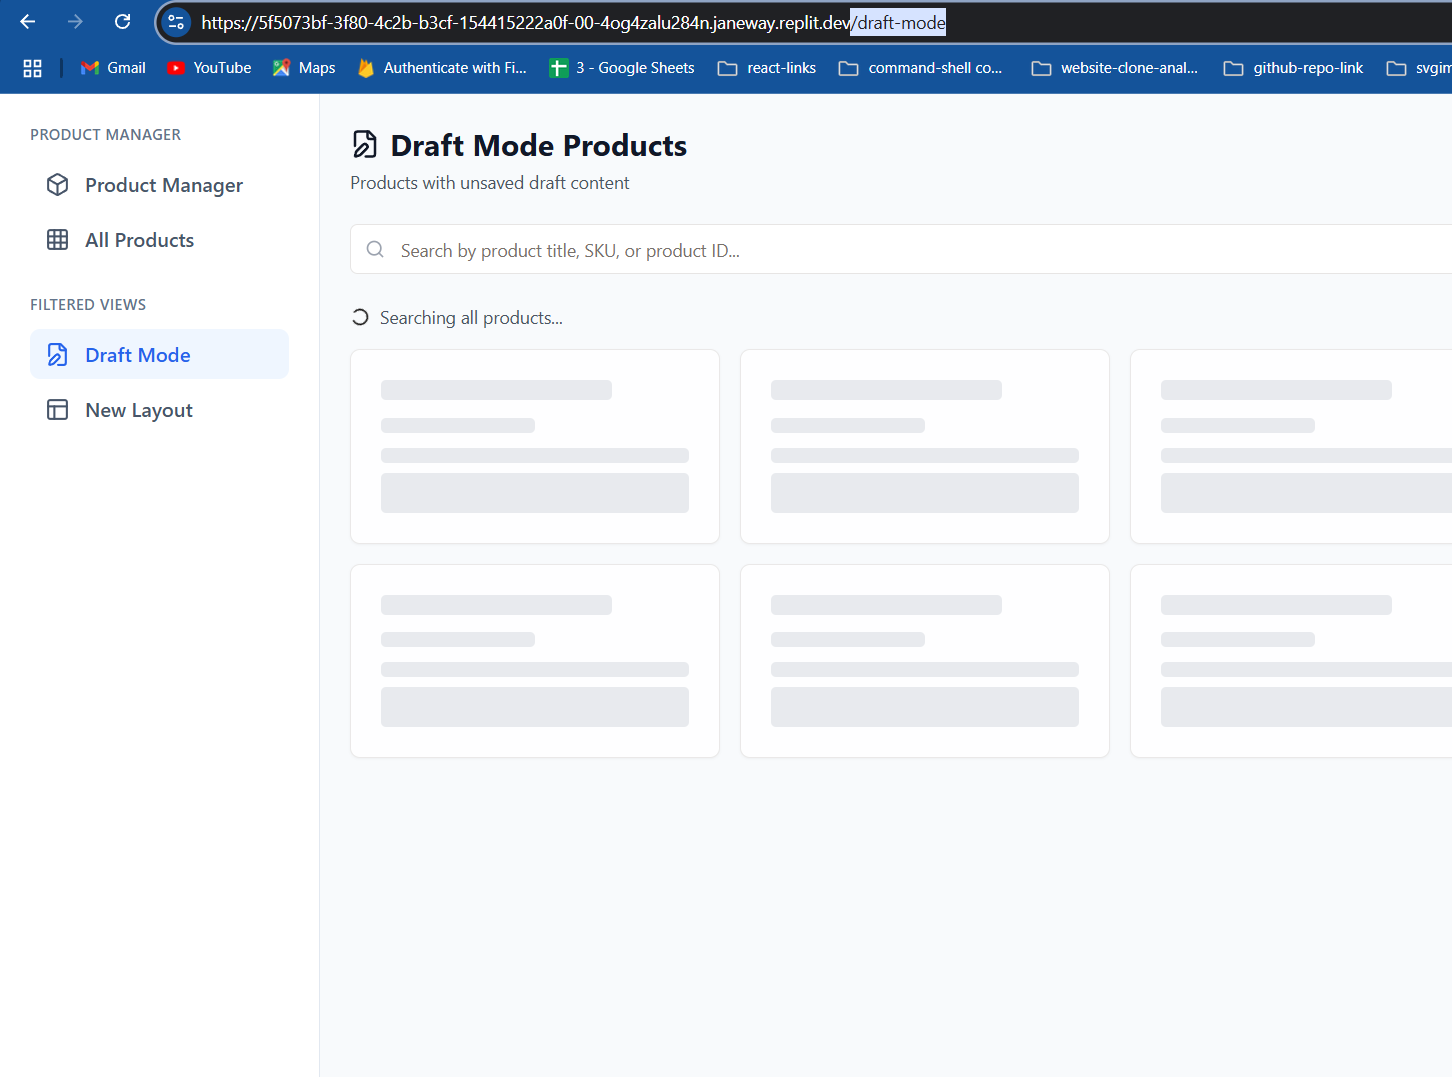 https://5f5073bf-3f80-4c2b-b3cf-154415222a0f-00-4og4zalu284n.janeway.replit.dev/draft-mode
Gmail YouTube Maps Authenticate with Fi... 3 - Google Sheets react-links command-shell co... website-clone-anal... github-repo-link svgim
PRODUCT MANAGER
Product Manager
All Products
FILTERED VIEWS
Draft Mode
New Layout
Draft Mode Products
Products with unsaved draft content
Search by product title, SKU, or product ID...
Searching all products...